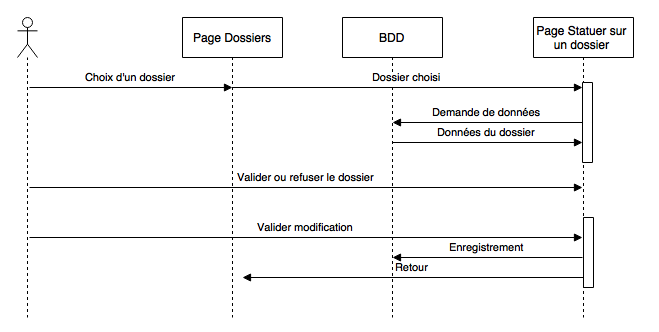 Page Dossiers
BDD
Page Statuer sur
un dossier
Choix d'un dossier
Dossier choisi
Demande de données
Données du dossier
Valider ou refuser le dossier
Valider modification
Enregistrement
Retour